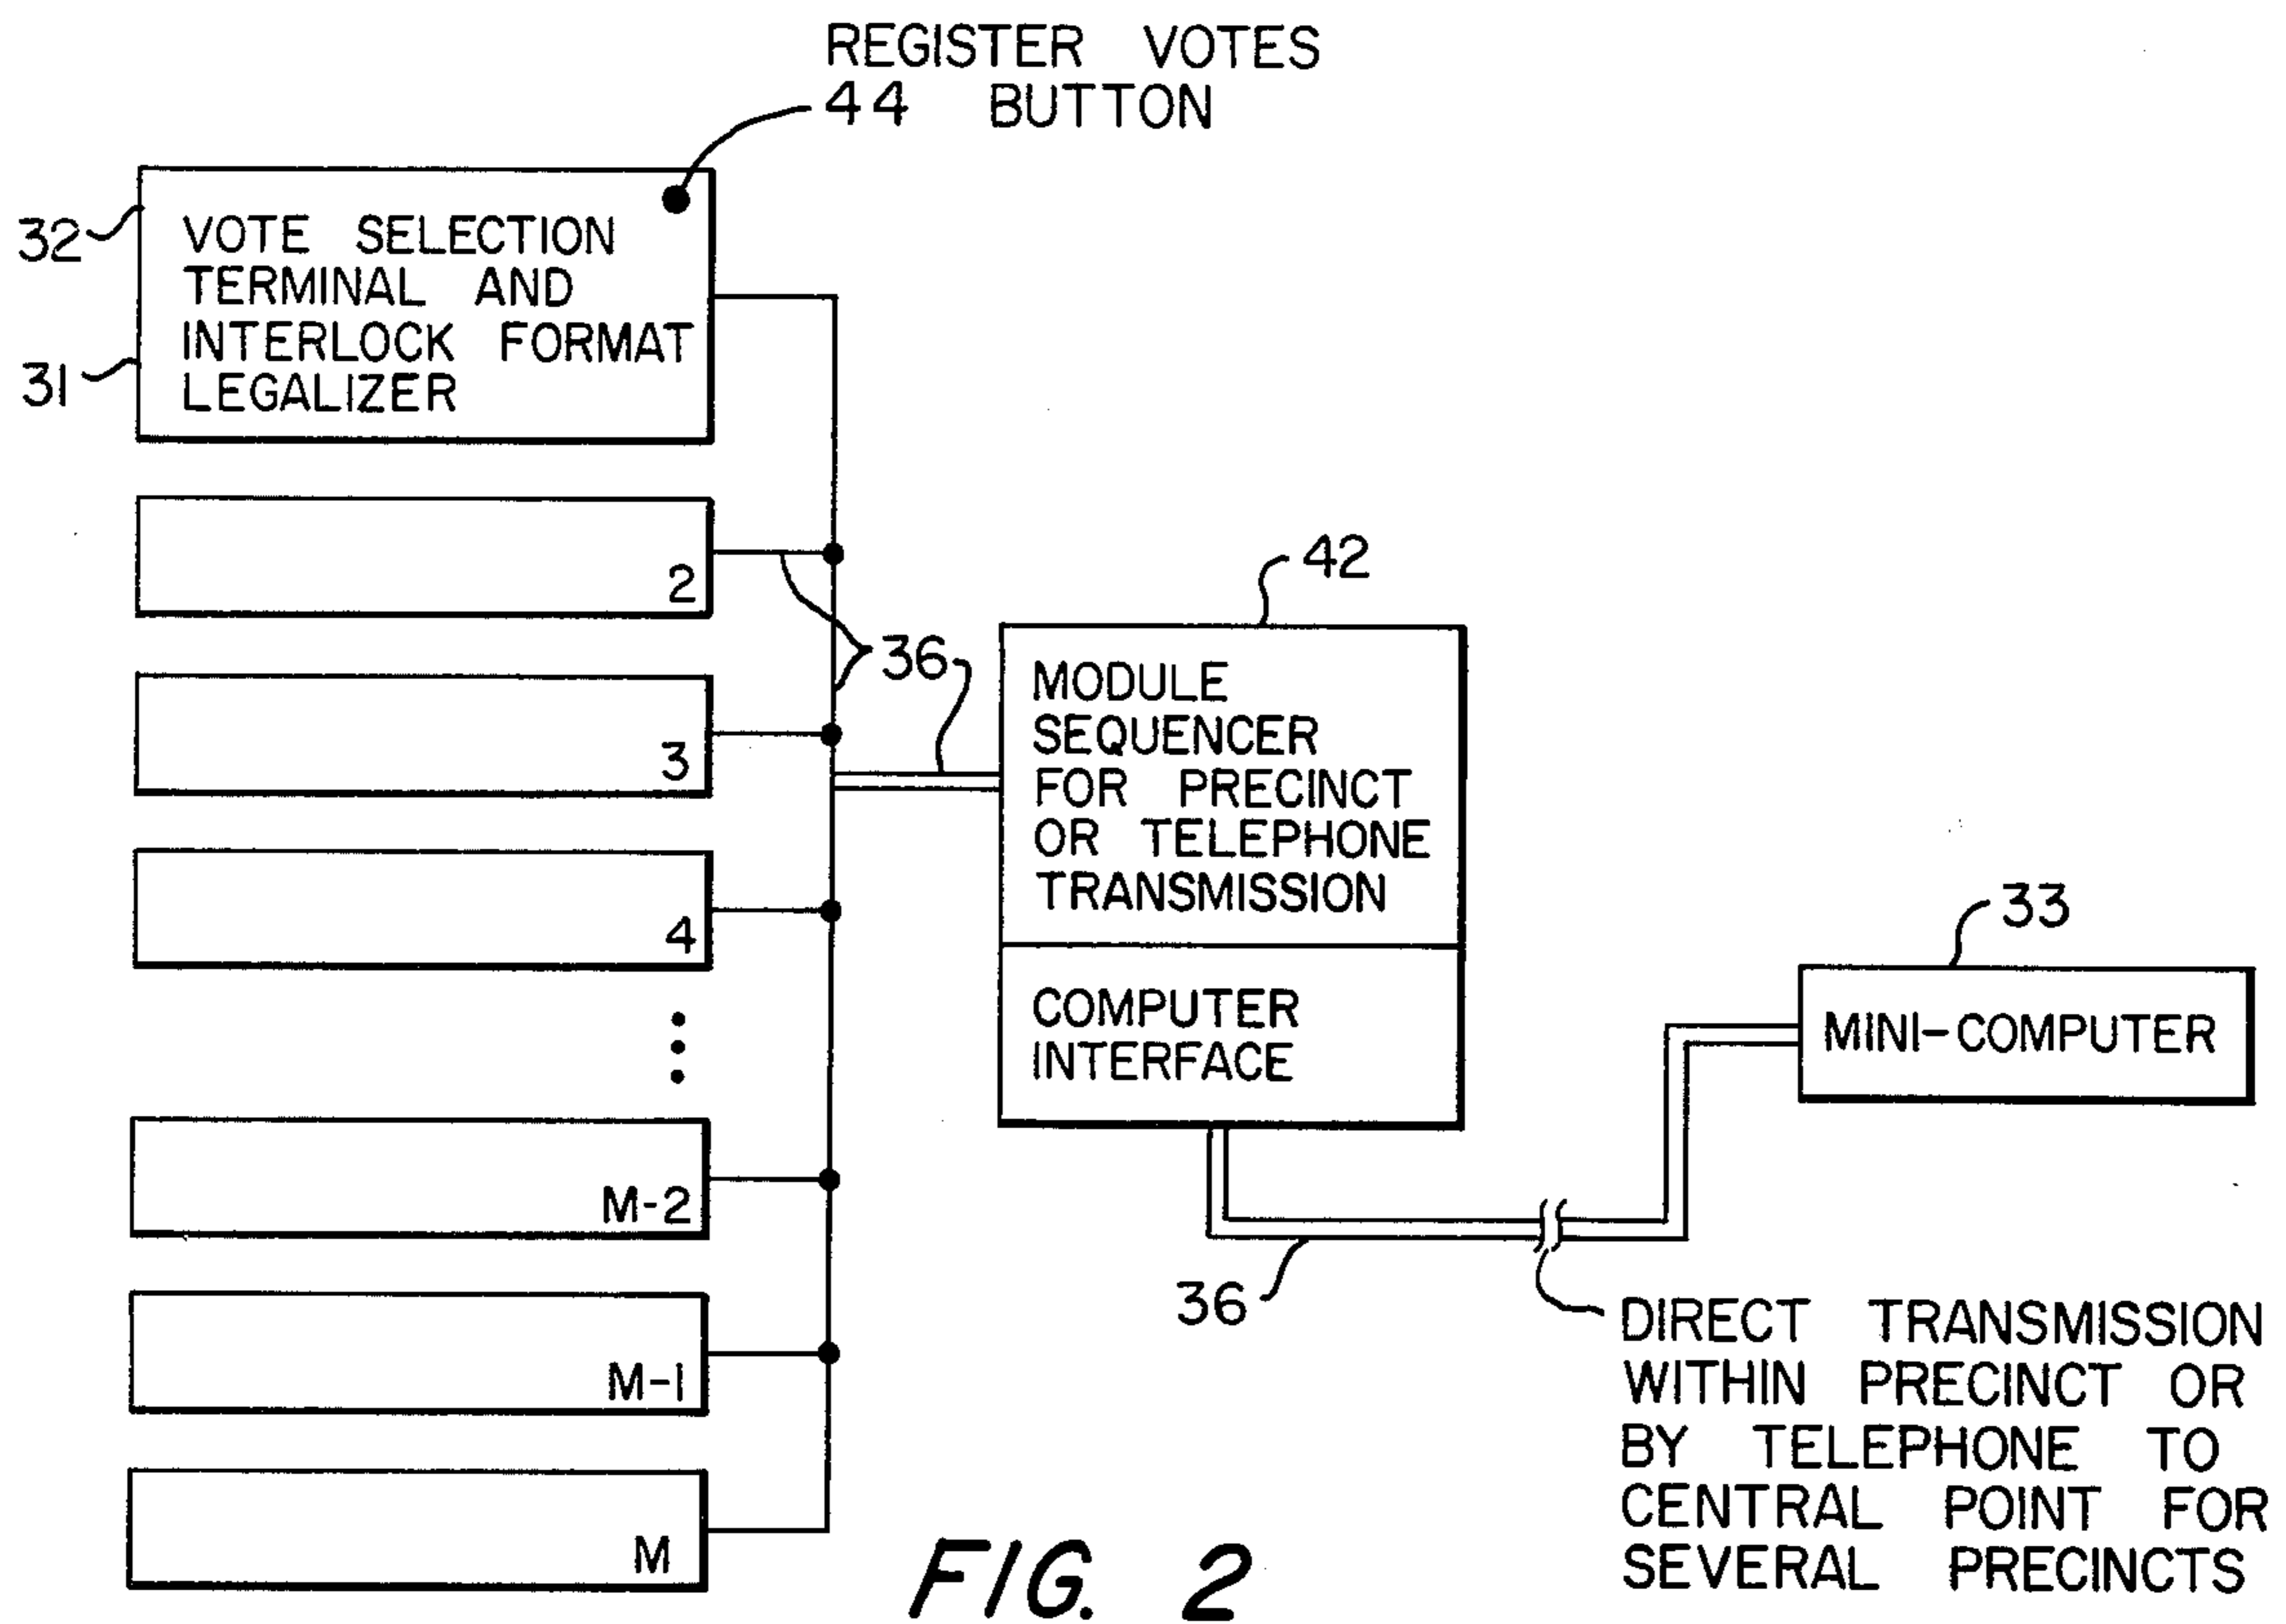 REGISTER VOTES
44 BUTTON
32
VOTE SELECTION
TERMINAL AND
INTERLOCK FORMAT
LEGALIZER
31
2
3
4
M-2
M-1
M
36
42
MODULE
SEQUENCER
FOR PRECINCT
OR TELEPHONE
TRANSMISSION
COMPUTER
INTERFACE
33
MINI-COMPUTER
36
DIRECT TRANSMISSION
WITHIN PRECINCT OR
BY TELEPHONE TO
CENTRAL POINT FOR
SEVERAL PRECINCTS
FIG. 2